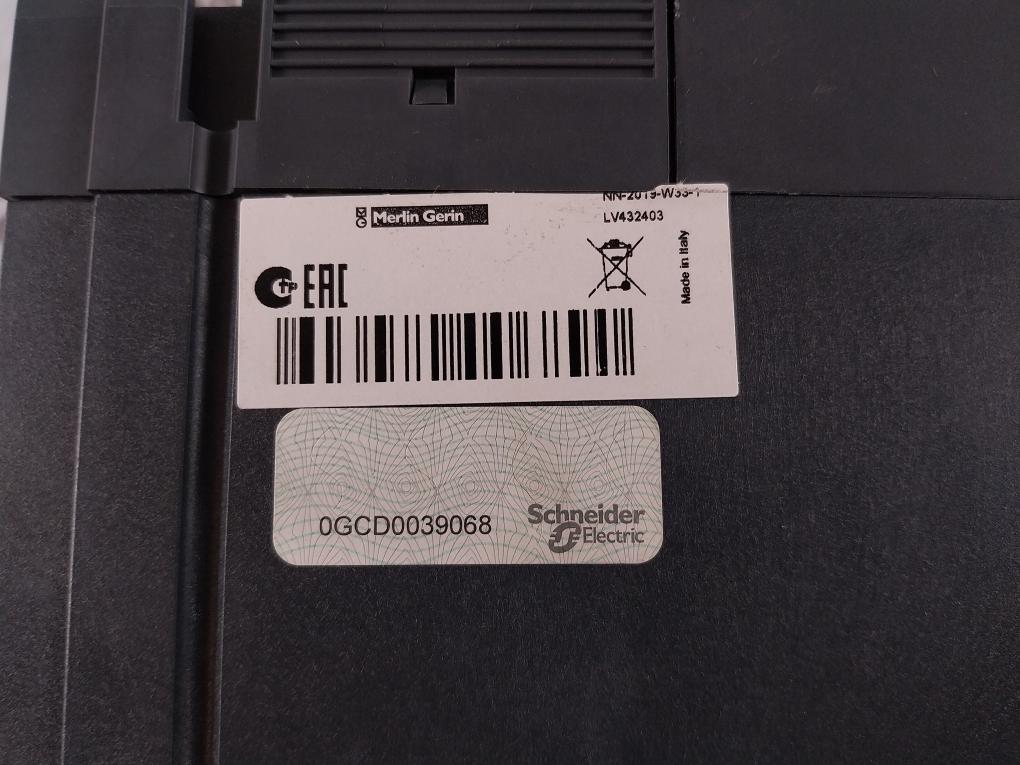 NN-2019-W33-1
Merlin Gerin
LV432403
Made in Italy
EAC
0GCD0039068
Schneider
Electric